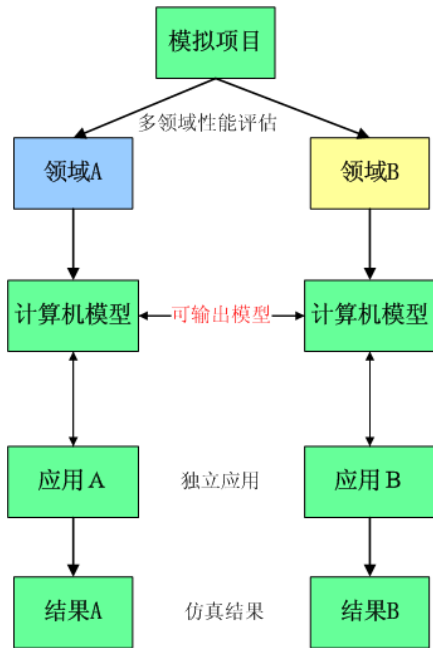 模拟项目
多领域性能评估
领域A
领域B
计算机模型
可输出模型
计算机模型
应用A
独立应用
应用B
结果A
仿真结果
结果B